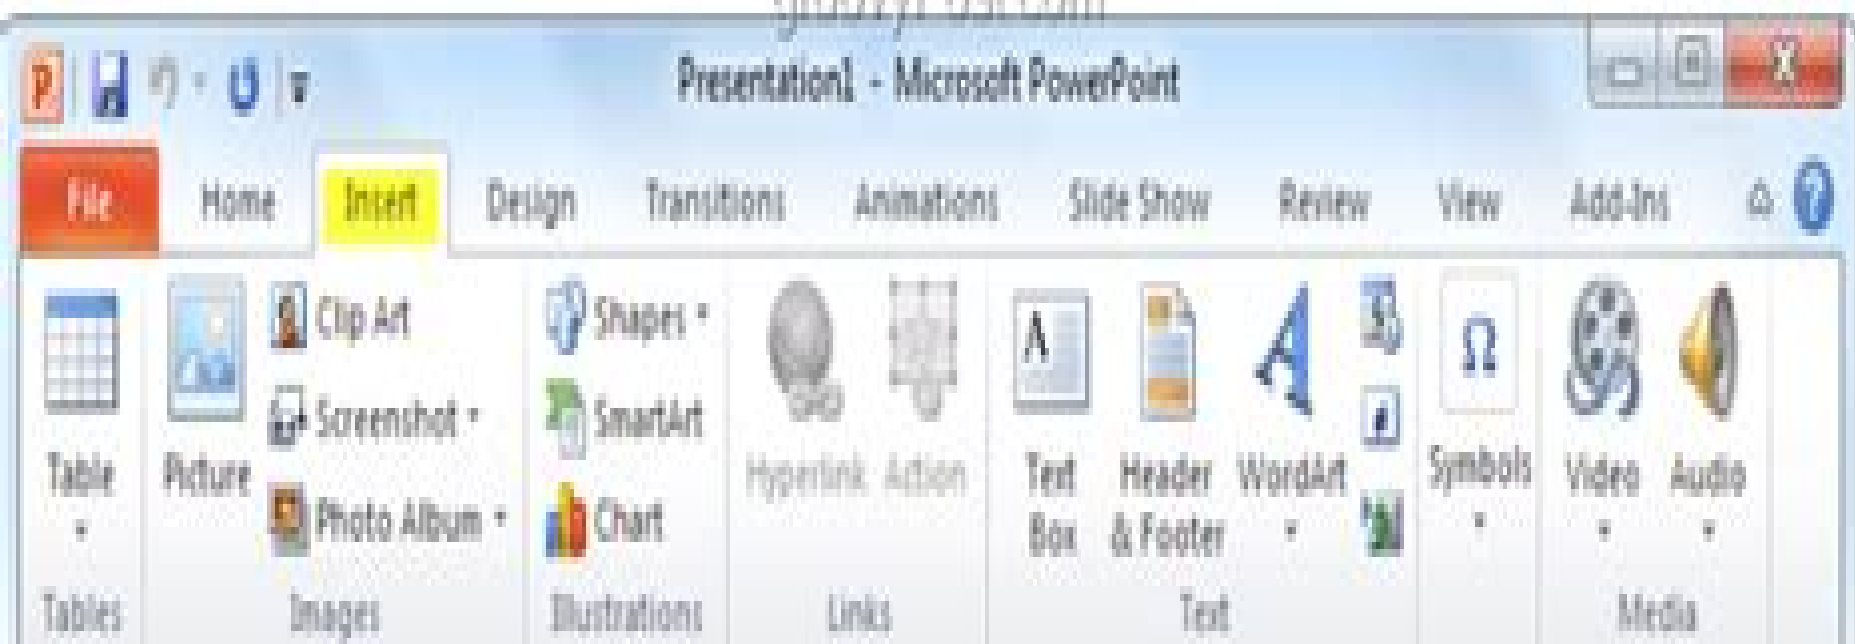 Presentation1 - Microsoft PowerPoint
File Home Insert Design Transitions Animations Slide Show Review View Add-Ins
Table
Picture
Clip Art
Screenshot
Photo Album
Shapes
SmartArt
Chart
Hyperlink Action
Text
Box
Header
& Footer
WordArt
Symbols
Video Audio
Tables Images Illustrations Links Text Media